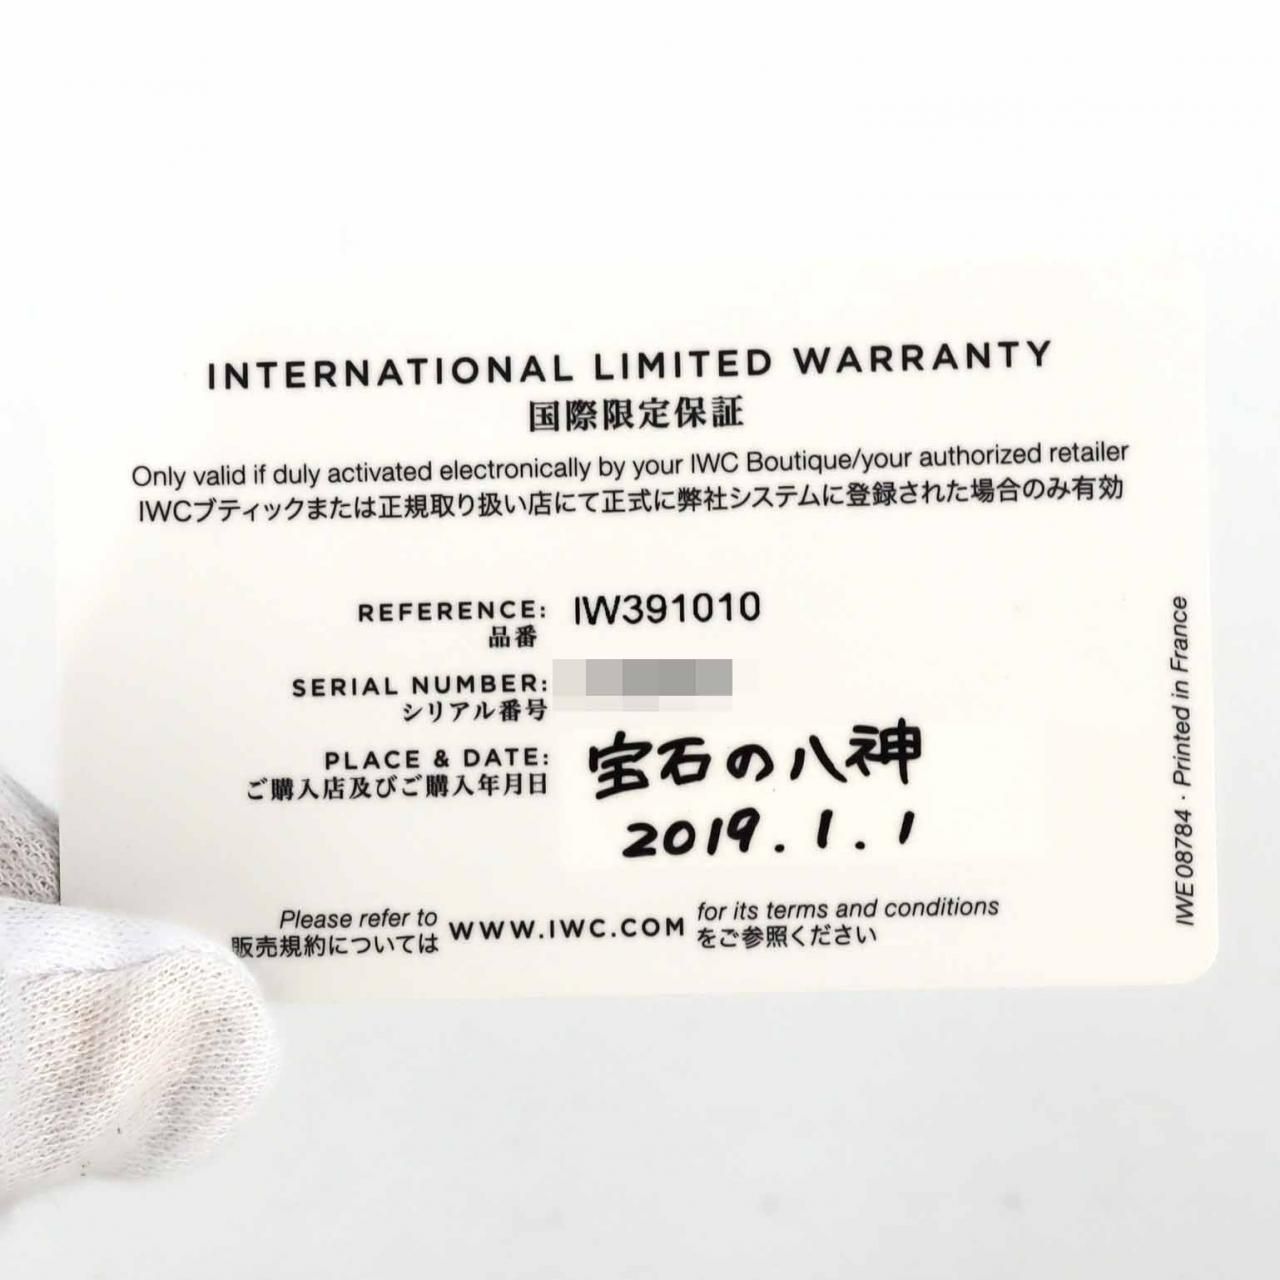 INTERNATIONAL LIMITED WARRANTY
国際限定保証
Only valid if duly activated electronically by your IWC Boutique/your authorized retailer
IWCブティックまたは正規取り扱い店にて正式に弊社システムに登録された場合のみ有効
REFERENCE: IW391010
品番
SERIAL NUMBER:
シリアル番号
PLACE & DATE: 宝石の八神
ご購入店及びご購入年月日
2019.1.1
Please refer to WWW.IWC.COM for its terms and conditions
販売規約については をご参照ください
IWE08784 · Printed in France